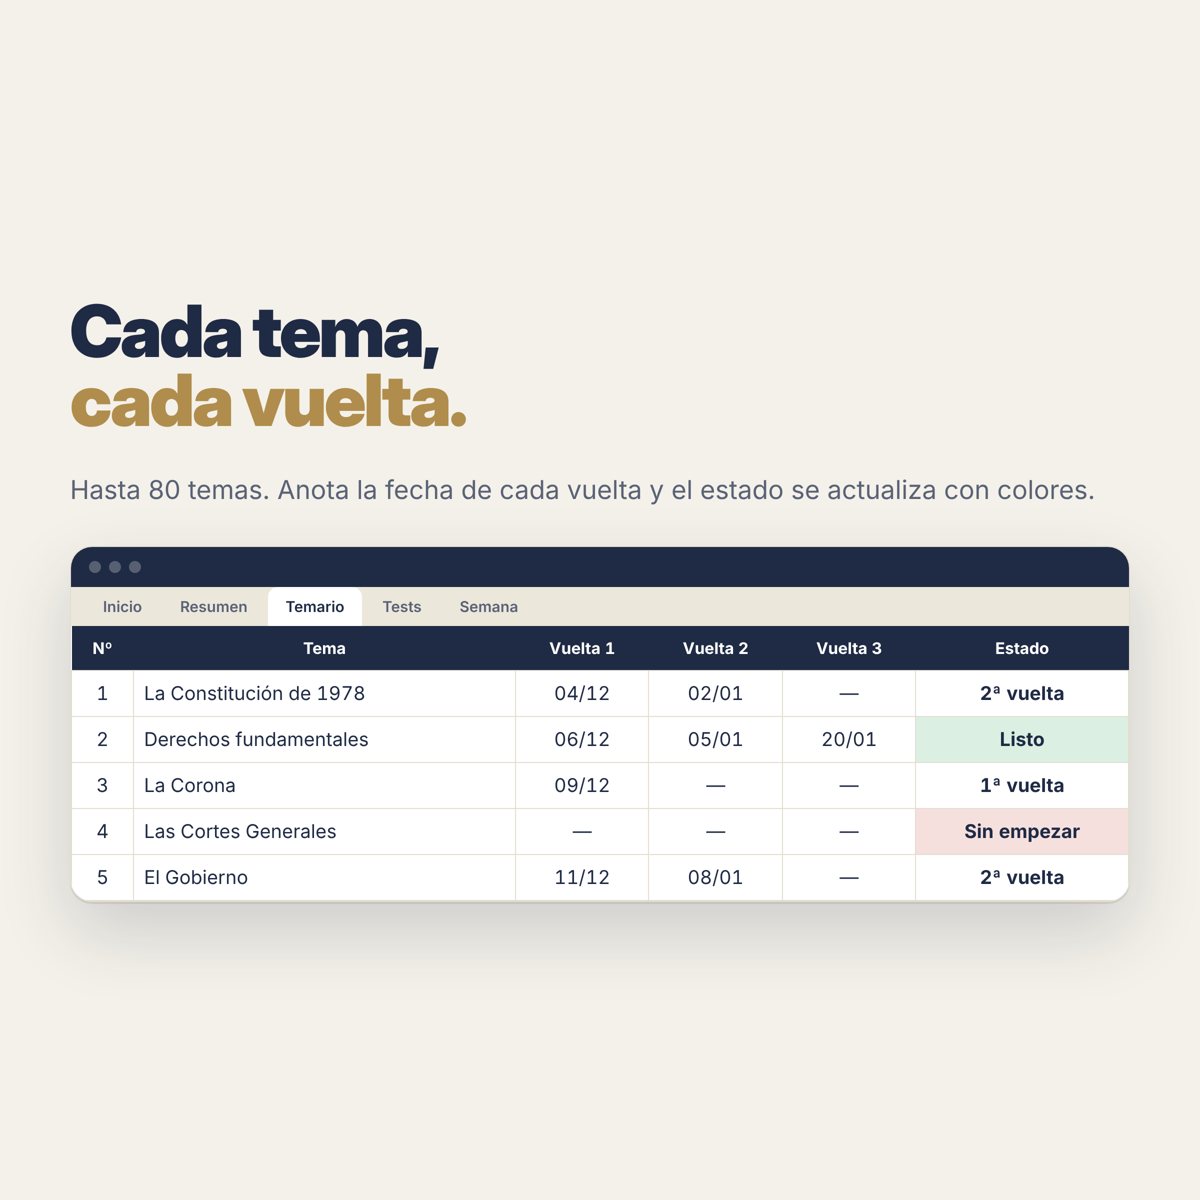 Cada tema,
cada vuelta.
Hasta 80 temas. Anota la fecha de cada vuelta y el estado se actualiza con colores.
Inicio Resumen Temario Tests Semana
Nº Tema Vuelta 1 Vuelta 2 Vuelta 3 Estado
1 La Constitución de 1978 04/12 02/01 — 2ª vuelta
2 Derechos fundamentales 06/12 05/01 20/01 Listo
3 La Corona 09/12 — — 1ª vuelta
4 Las Cortes Generales — — — Sin empezar
5 El Gobierno 11/12 08/01 — 2ª vuelta